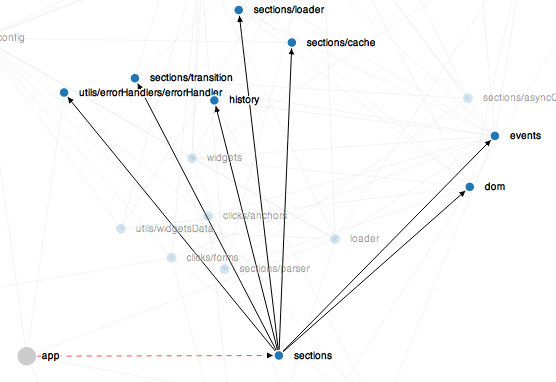 sections/loader
config
sections/cache
sections/transition
utils/errorHandlers/errorHandler
history
sections/async
events
widgets
dom
clicks/anchors
utils/widgetsData
loader
clicks/forms
sections/parser
app
sections